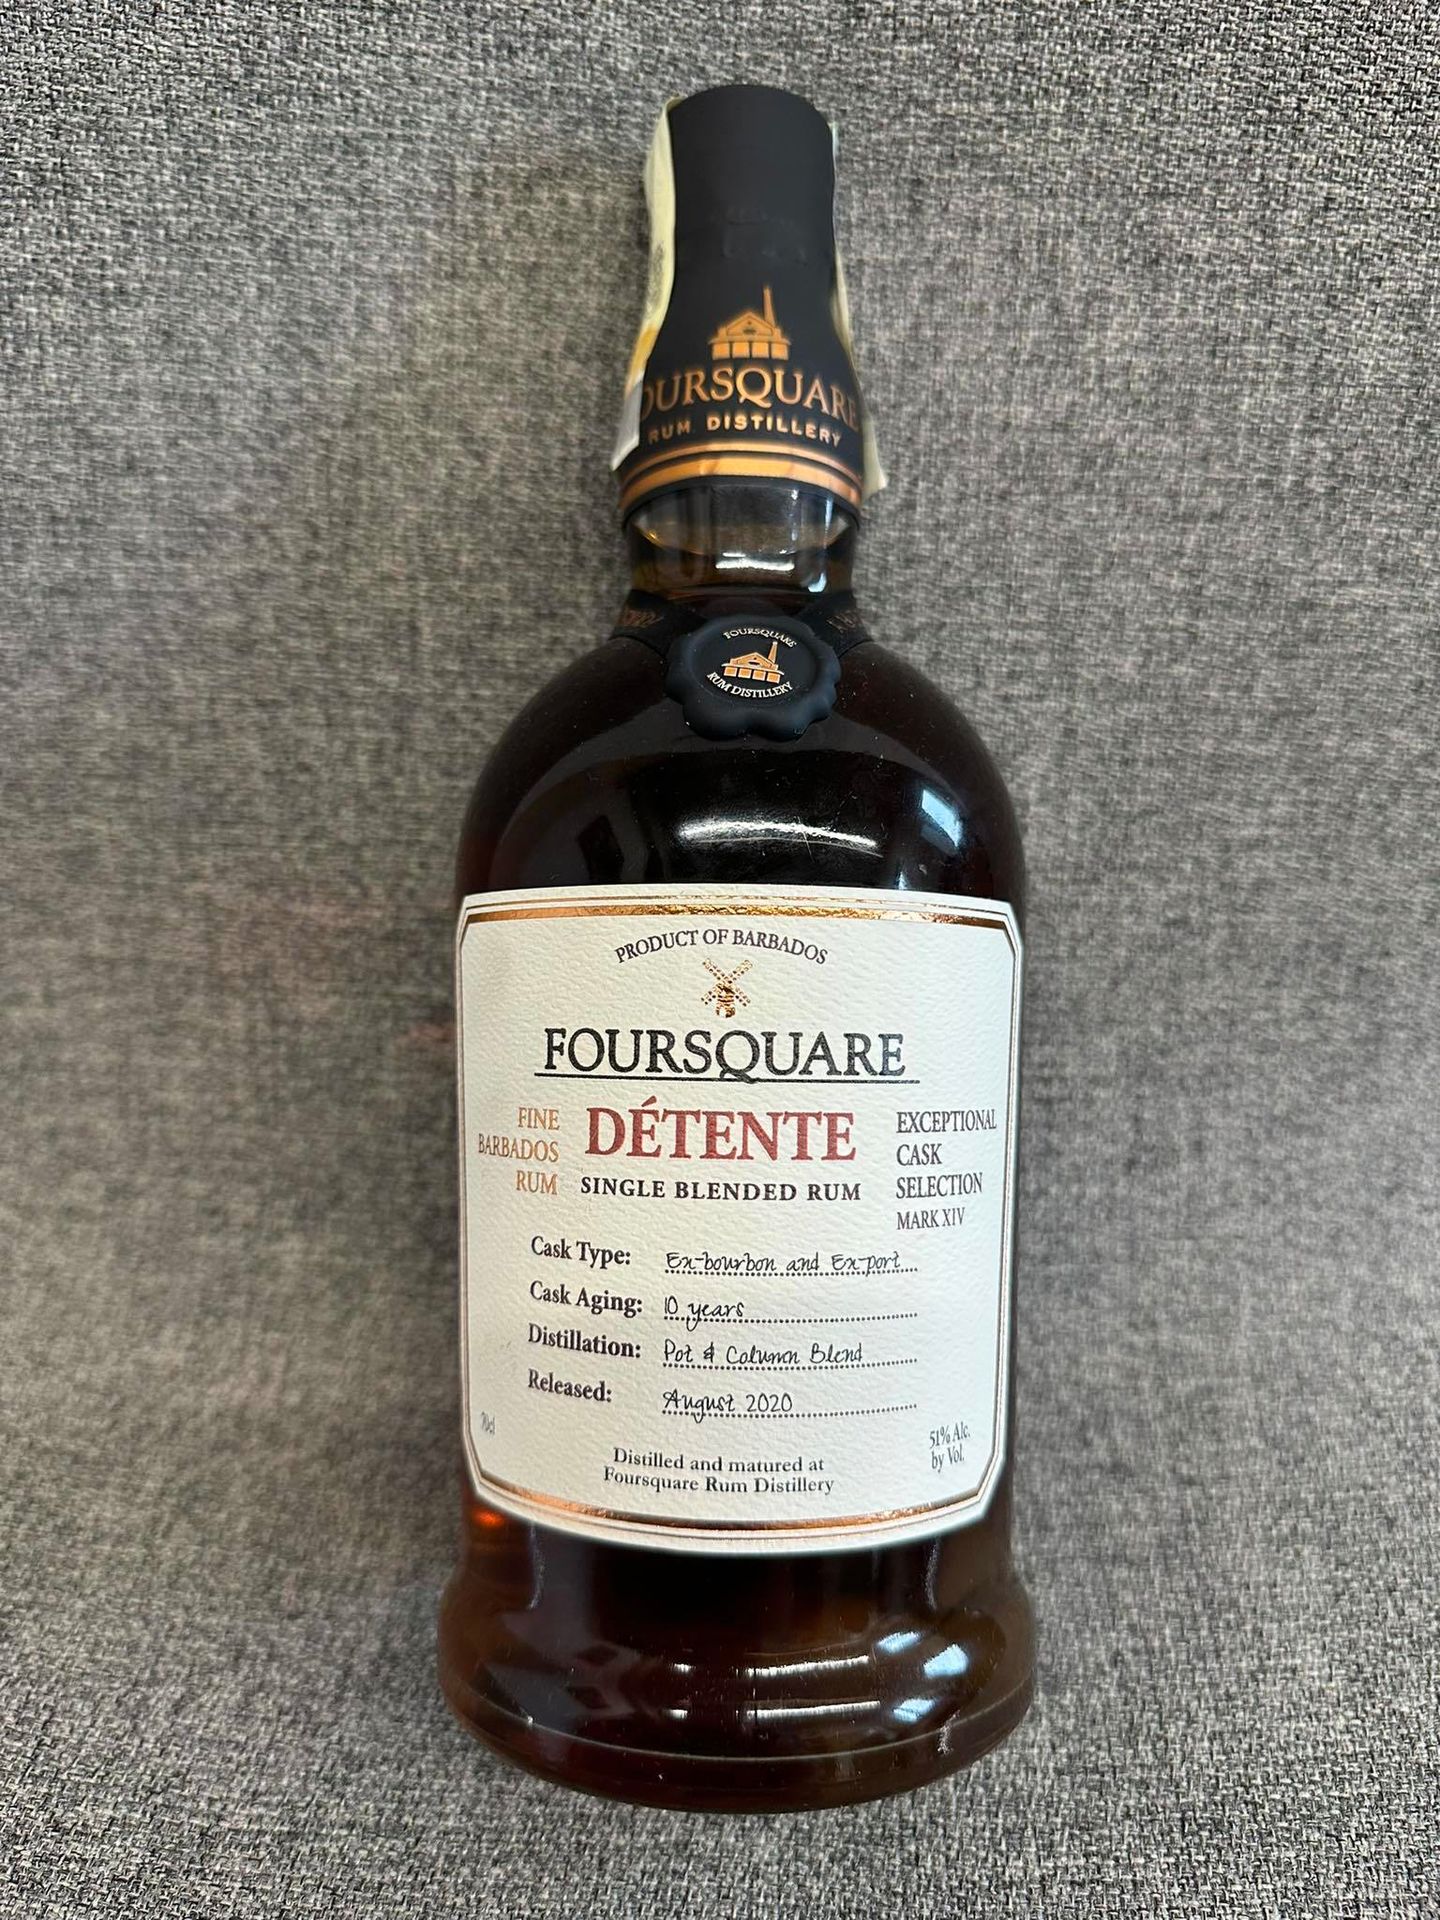 OURSQUARE
RUM DISTILLERY
FOURSQUARE
RUM DISTILLERY
PRODUCT OF BARBADOS
FOURSQUARE
FINE
BARBADOS
RUM
DÉTENTE
SINGLE BLENDED RUM
EXCEPTIONAL
CASK
SELECTION
MARK XIV
Cask Type: Ex-bourbon and Ex-port
Cask Aging: 10 years
Distillation: Pot & Column Blend
Released: August 2020
70cl
51% Alc.
by Vol.
Distilled and matured at
Foursquare Rum Distillery